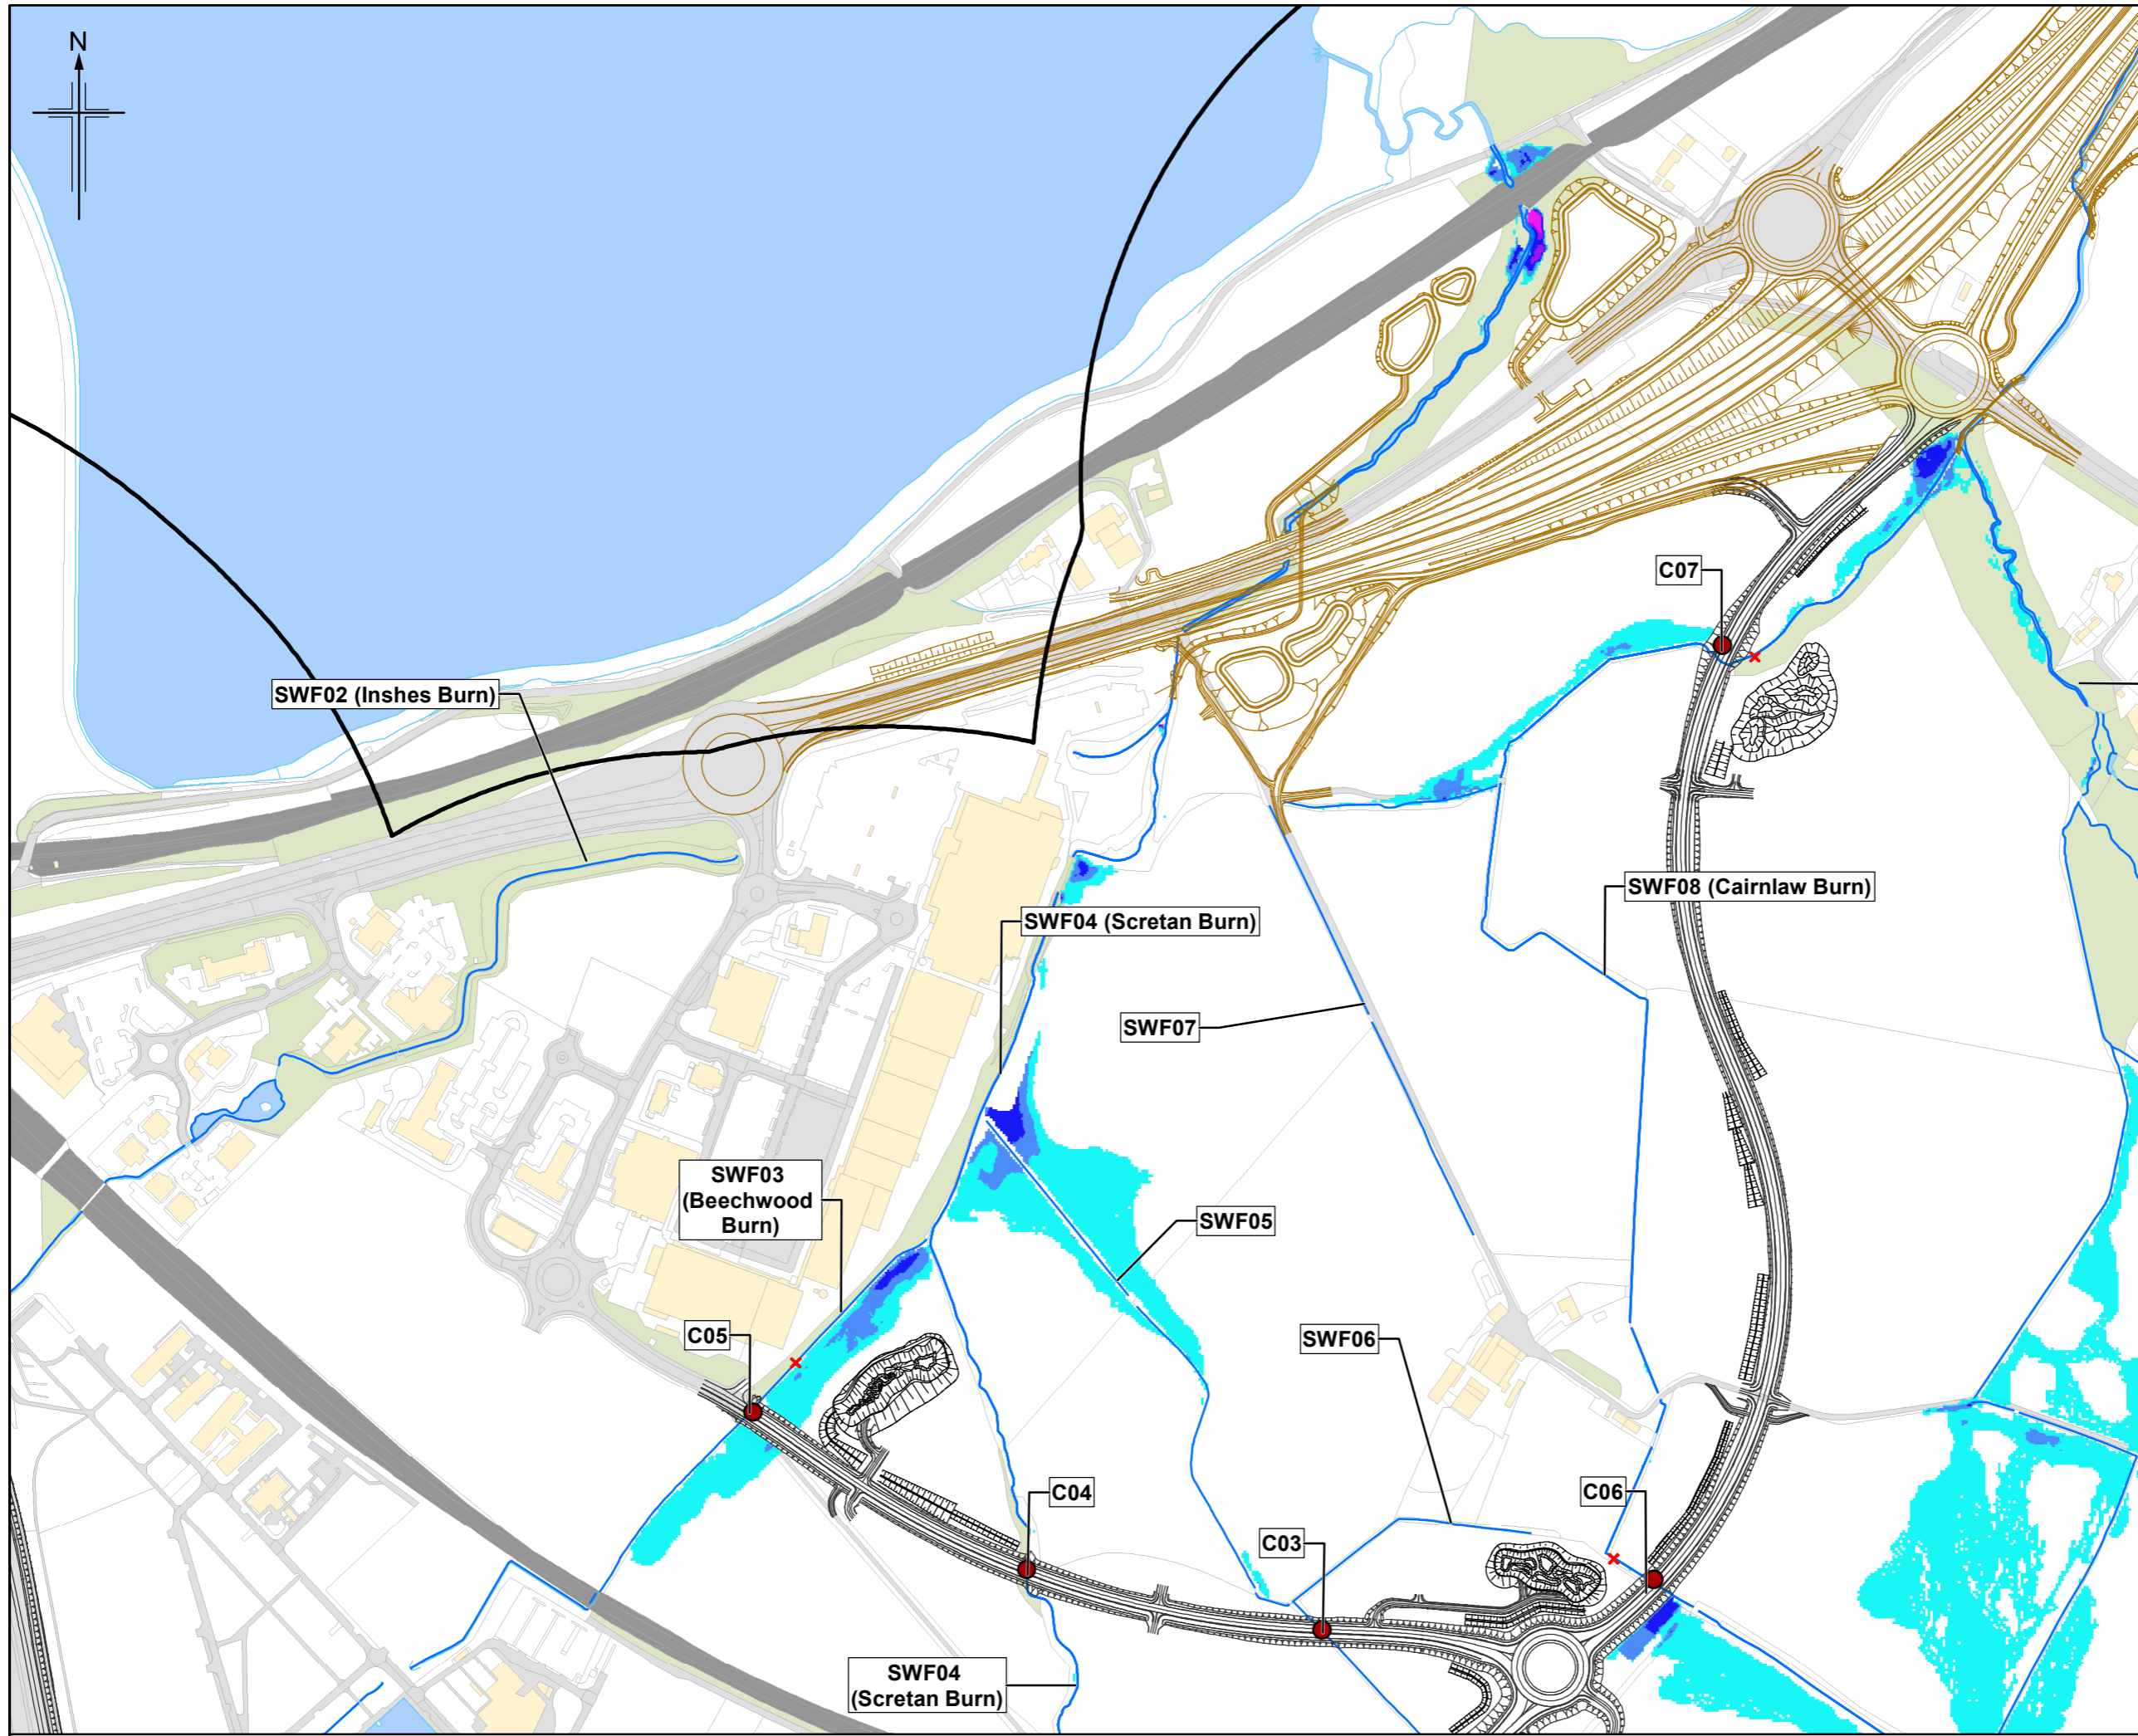 N
C07
SWF02 (Inshes Burn)
SWF08 (Cairnlaw Burn)
SWF04 (Scretan Burn)
SWF07
SWF03
(Beechwood
Burn)
SWF05
C05
SWF06
C04
C06
C03
SWF04
(Scretan Burn)